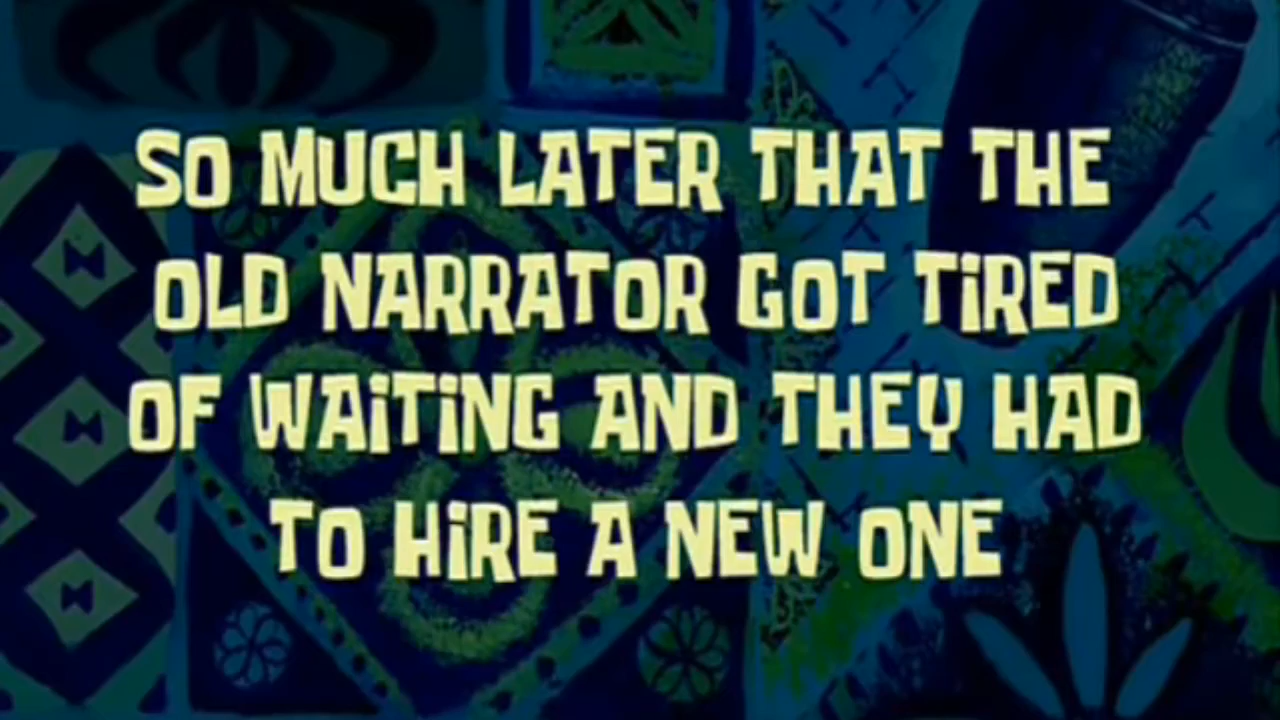 SO MUCH LATER THAT THE
OLD NARRATOR GOT TiRED
OF WAiTiNG AND THEY HAD
TO HiRE A NEW ONE